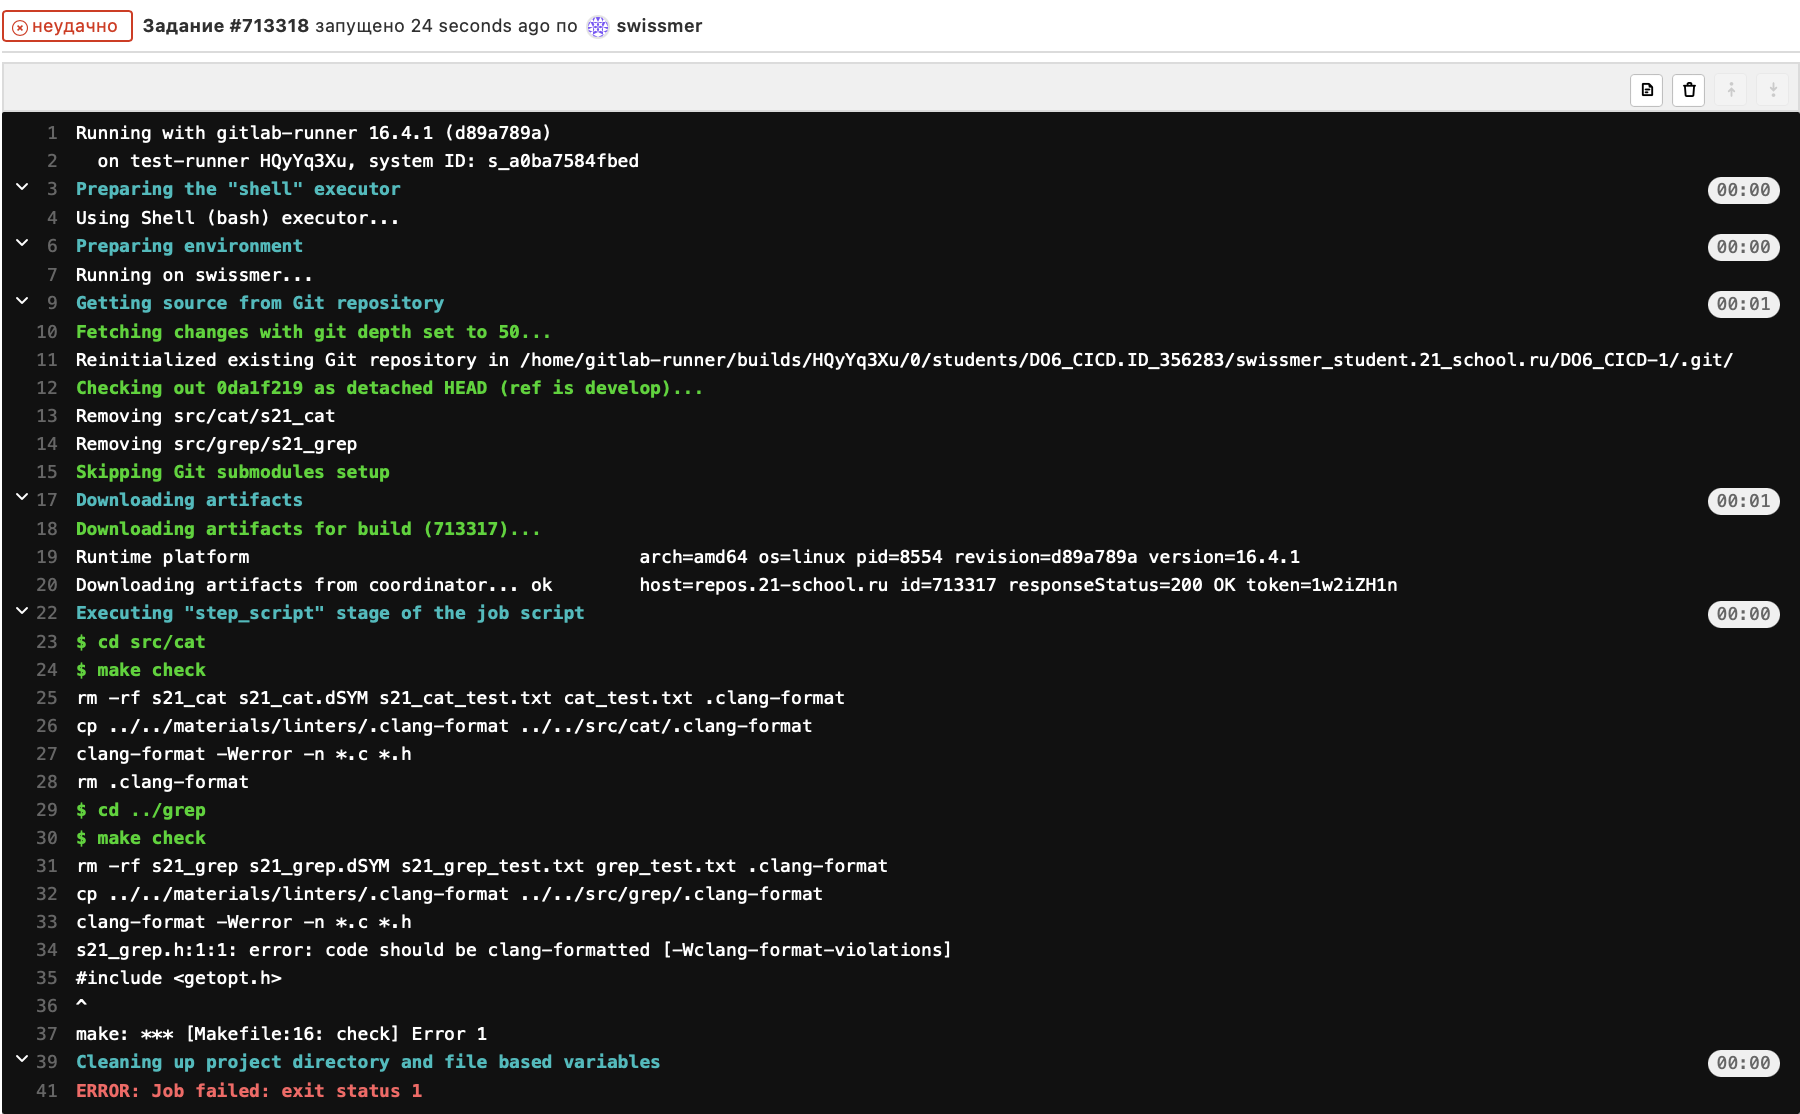 неудачно Задание #713318 запущено 24 seconds ago по swissmer
1 Running with gitlab-runner 16.4.1 (d89a789a)
2 on test-runner HQyYq3Xu, system ID: s_a0ba7584fbed
3 Preparing the "shell" executor 00:00
4 Using Shell (bash) executor...
6 Preparing environment 00:00
7 Running on swissmer...
9 Getting source from Git repository 00:01
10 Fetching changes with git depth set to 50...
11 Reinitialized existing Git repository in /home/gitlab-runner/builds/HQyYq3Xu/0/students/DO6_CICD.ID_356283/swissmer_student.21_school.ru/DO6_CICD-1/.git/
12 Checking out 0da1f219 as detached HEAD (ref is develop)...
13 Removing src/cat/s21_cat
14 Removing src/grep/s21_grep
15 Skipping Git submodules setup
17 Downloading artifacts 00:01
18 Downloading artifacts for build (713317)...
19 Runtime platform arch=amd64 os=linux pid=8554 revision=d89a789a version=16.4.1
20 Downloading artifacts from coordinator... ok host=repos.21-school.ru id=713317 responseStatus=200 OK token=1w2iZH1n
22 Executing "step_script" stage of the job script 00:00
23 $ cd src/cat
24 $ make check
25 rm -rf s21_cat s21_cat.dSYM s21_cat_test.txt cat_test.txt .clang-format
26 cp ../../materials/linters/.clang-format ../../src/cat/.clang-format
27 clang-format -Werror -n *.c *.h
28 rm .clang-format
29 $ cd ../grep
30 $ make check
31 rm -rf s21_grep s21_grep.dSYM s21_grep_test.txt grep_test.txt .clang-format
32 cp ../../materials/linters/.clang-format ../../src/grep/.clang-format
33 clang-format -Werror -n *.c *.h
34 s21_grep.h:1:1: error: code should be clang-formatted [-Wclang-format-violations]
35 #include <getopt.h>
36 ^
37 make: *** [Makefile:16: check] Error 1
39 Cleaning up project directory and file based variables 00:00
41 ERROR: Job failed: exit status 1